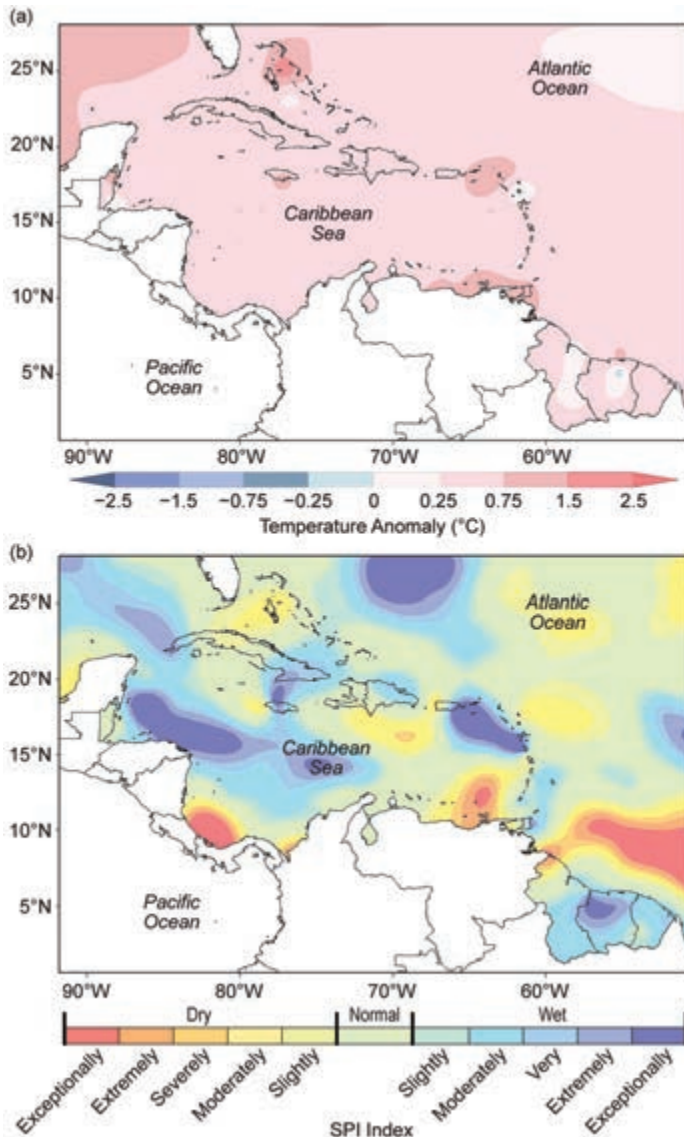 (a)
25°N
Atlantic
Ocean
20°N
15°N
Caribbean
Sea
10°N
5°N
Pacific
Ocean
90°W 80°W 70°W 60°W
−2.5 −1.5 −0.75 −0.25 0 0.25 0.75 1.5 2.5
Temperature Anomaly (°C)
(b)
25°N
Atlantic
Ocean
20°N
15°N
Caribbean
Sea
10°N
5°N
Pacific
Ocean
90°W 80°W 70°W 60°W
Dry Normal Wet
Exceptionally Extremely Severely Moderately Slightly Slightly Moderately Very Extremely Exceptionally
SPI Index